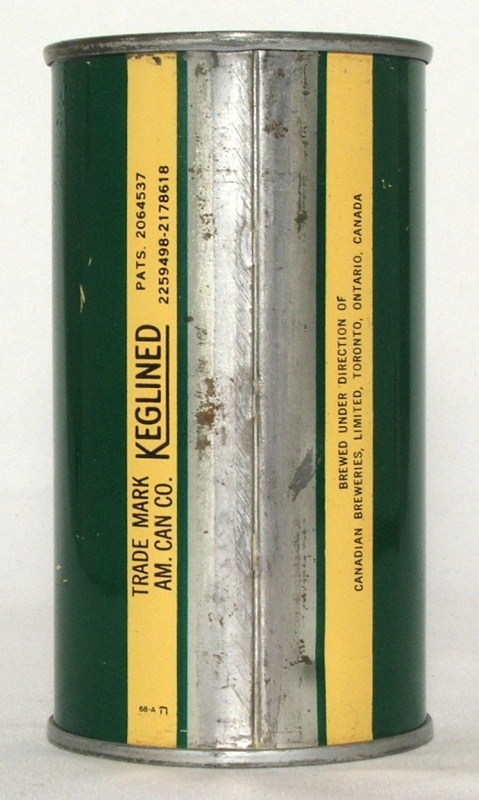 TRADE MARK
AM. CAN CO.
KEGLINED
PATS. 2064537
2259498-2178618
68-A
BREWED UNDER DIRECTION OF
CANADIAN BREWERIES, LIMITED, TORONTO, ONTARIO, CANADA